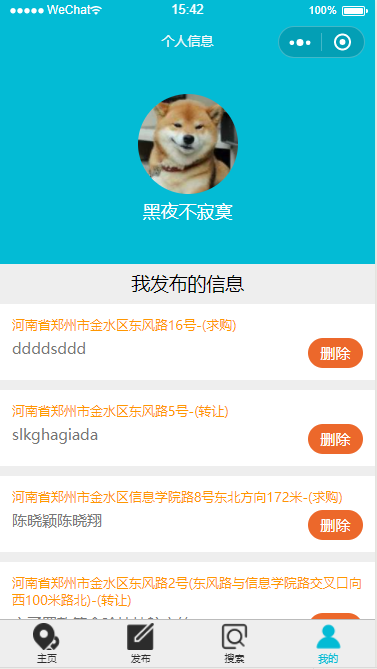 WeChat 15:42 100%
个人信息
黑夜不寂寞
我发布的信息
河南省郑州市金水区东风路16号-(求购)
ddddsddd
删除
河南省郑州市金水区东风路5号-(转让)
slkghagiada
删除
河南省郑州市金水区信息学院路8号东北方向172米-(求购)
陈晓颖陈晓翔
删除
河南省郑州市金水区东风路2号(东风路与信息学院路交叉口向
西100米路北)-(转让)
主页 发布 搜索 我的